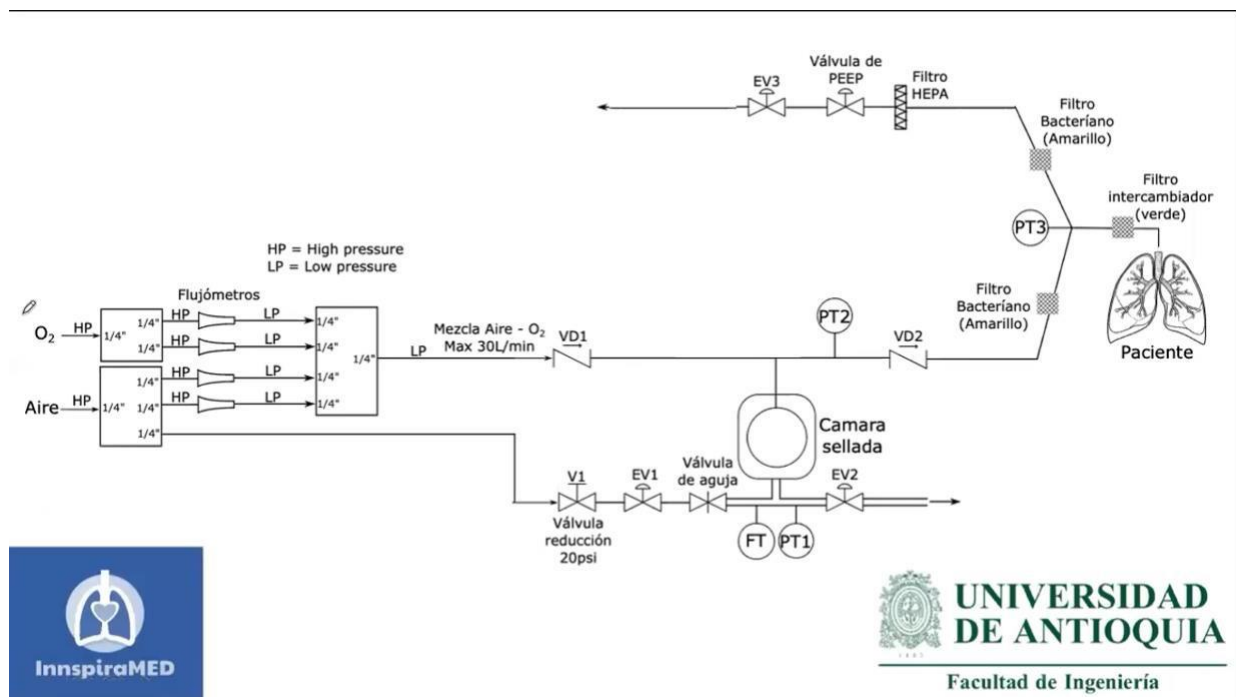 EV3
Válvula de
PEEP
Filtro
HEPA
Filtro
Bacteríano
(Amarillo)
Filtro
intercambiador
(verde)
PT3
HP = High pressure
LP = Low pressure
Flujómetros
O₂
HP
1/4"
1/4"
HP
LP
1/4"
1/4"
HP
LP
1/4"
Mezcla Aire - O₂
Max 30L/min
1/4"
LP
VD1
PT2
VD2
Filtro
Bacteríano
(Amarillo)
Paciente
Aire
HP
1/4"
1/4"
HP
LP
1/4"
1/4"
HP
LP
1/4"
1/4"
Camara
sellada
V1
EV1
Válvula
de aguja
EV2
Válvula
reducción
20psi
FT
PT1
InnspiraMED
UNIVERSIDAD
DE ANTIOQUIA
1803
Facultad de Ingeniería